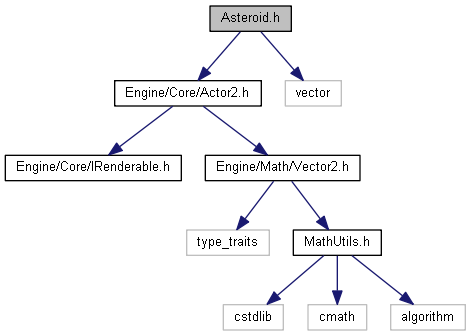 Asteroid.h
Engine/Core/Actor2.h
vector
Engine/Core/IRenderable.h
Engine/Math/Vector2.h
type_traits
MathUtils.h
cstdlib
cmath
algorithm